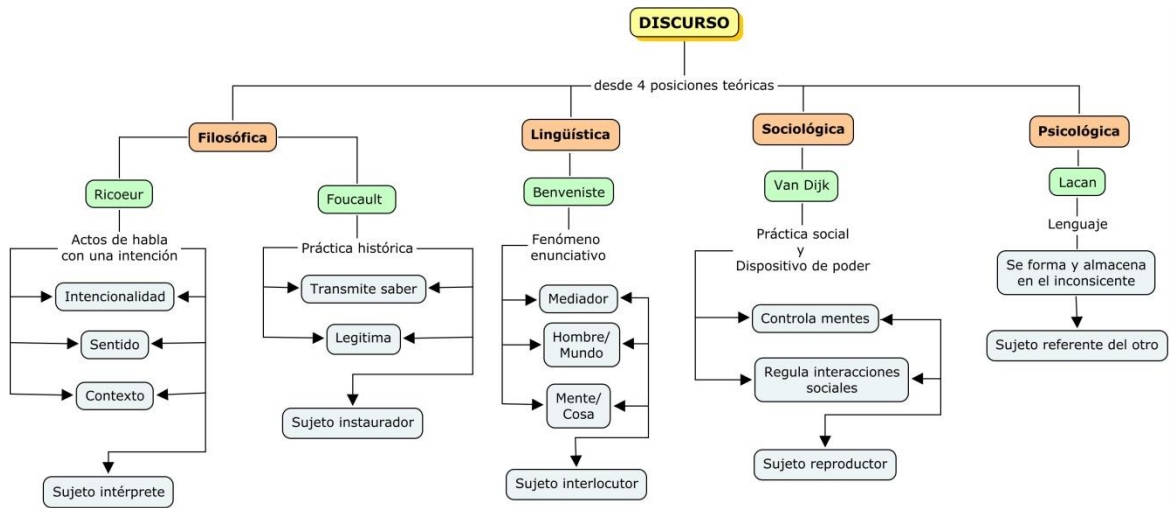 DISCURSO
desde 4 posiciones teóricas
Filosófica
Lingüística
Sociológica
Psicológica
Ricoeur
Foucault
Benveniste
Van Dijk
Lacan
Actos de habla
con una intención
Intencionalidad
Sentido
Contexto
Sujeto intérprete
Práctica histórica
Transmite saber
Legitima
Sujeto instaurador
Fenómeno
enunciativo
Mediador
Hombre/
Mundo
Mente/
Cosa
Sujeto interlocutor
Práctica social
y
Dispositivo de poder
Controla mentes
Regula interacciones
sociales
Sujeto reproductor
Lenguaje
Se forma y almacena
en el inconsicente
Sujeto referente del otro